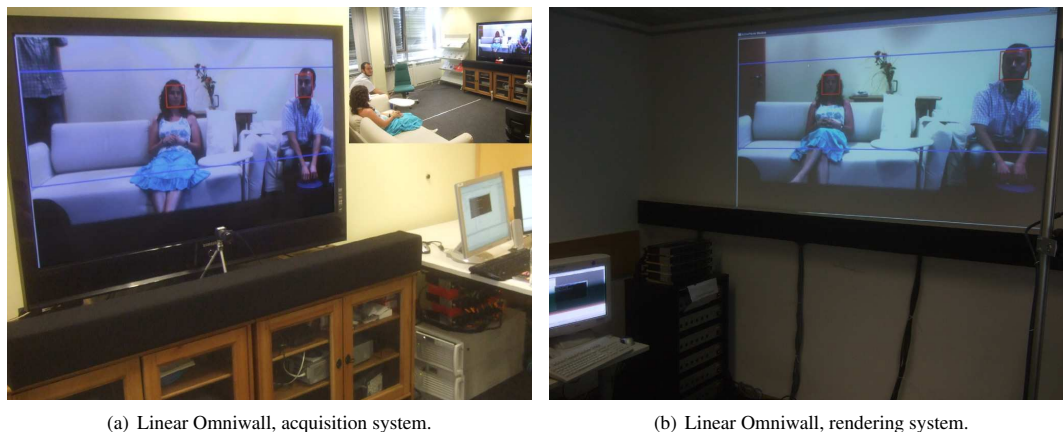 (a) Linear Omniwall, acquisition system.
(b) Linear Omniwall, rendering system.